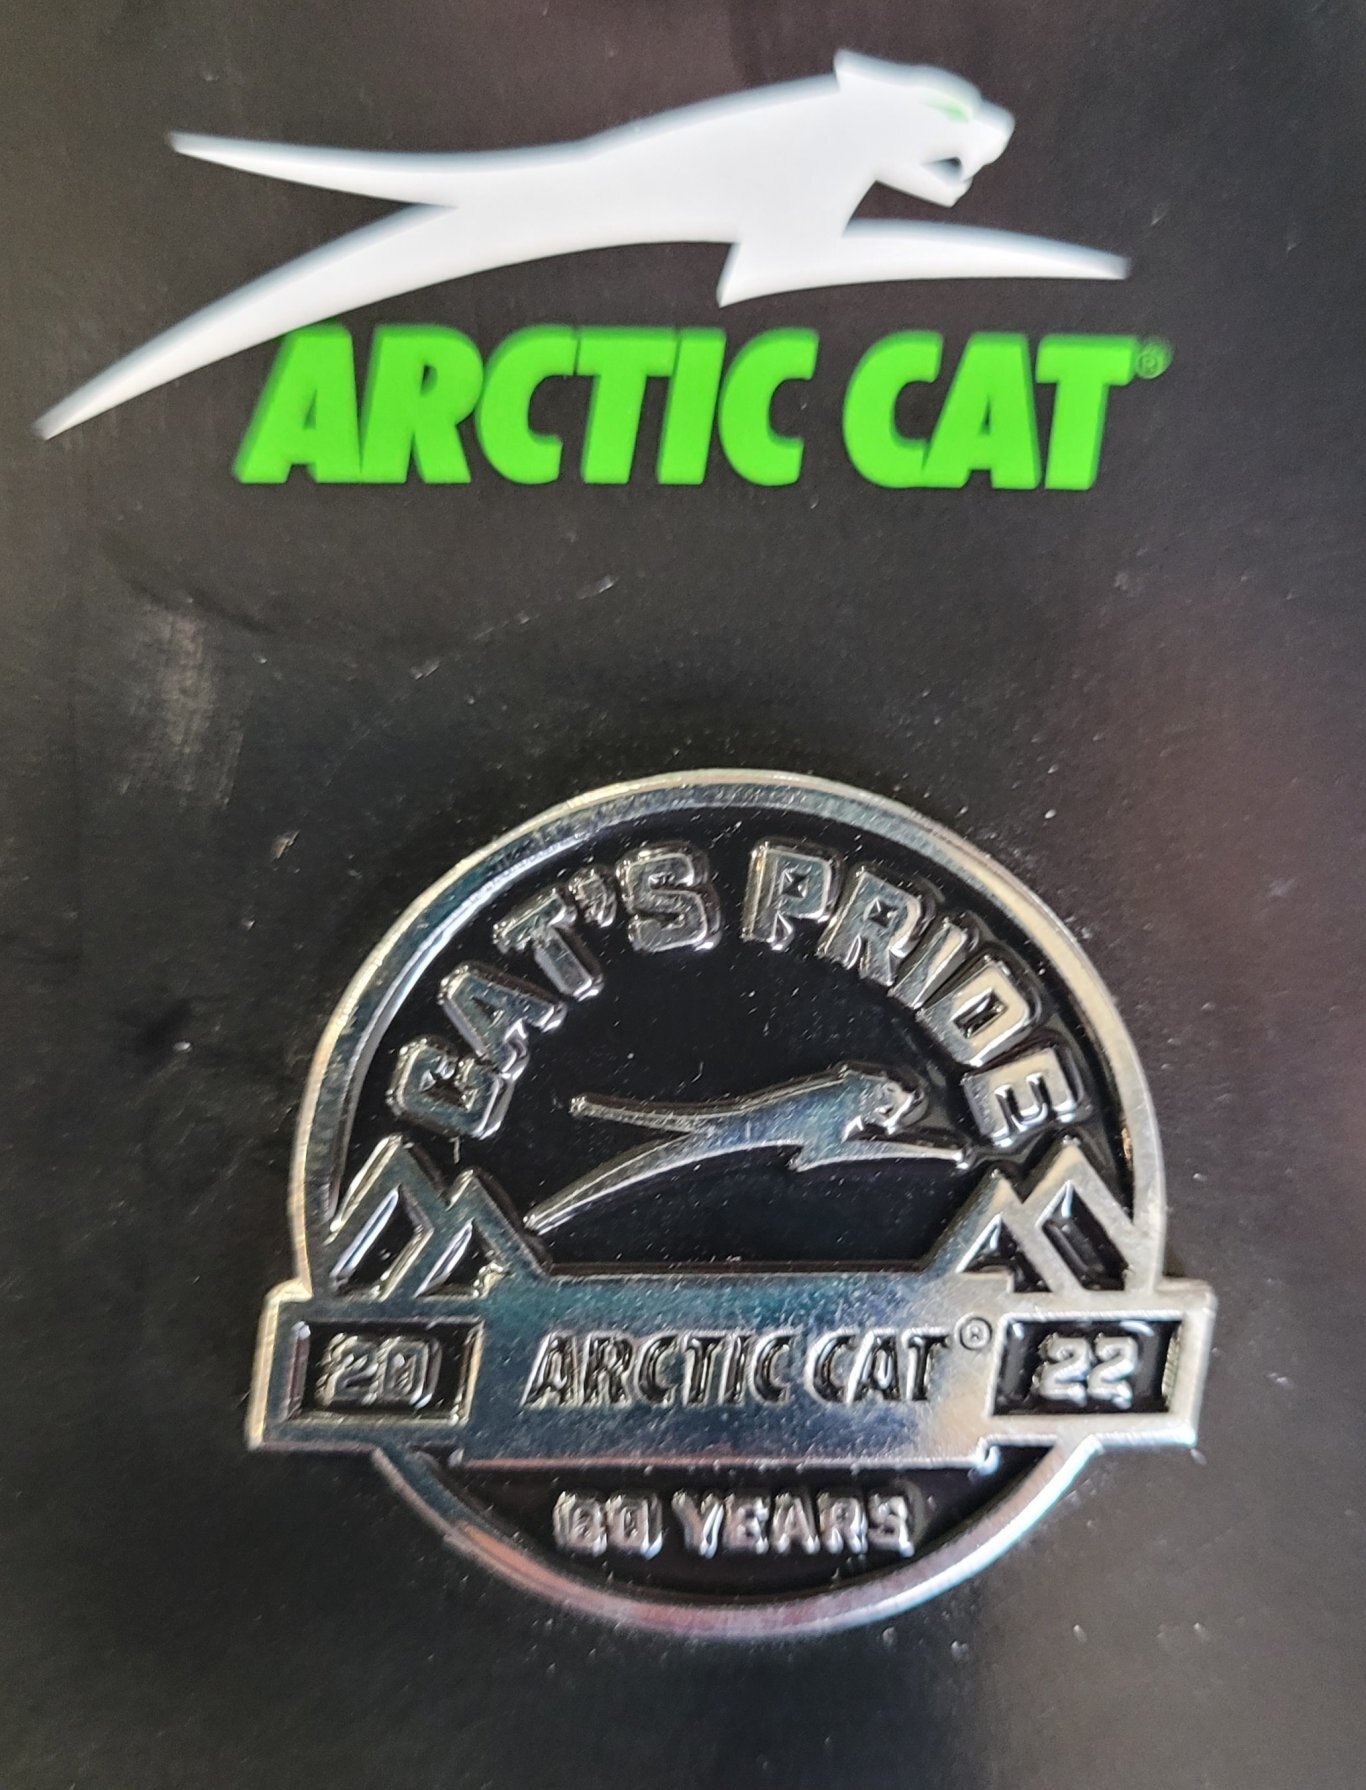 ARCTIC CAT®
CAT'S PRIDE
20 ARCTIC CAT® 22
60 YEARS